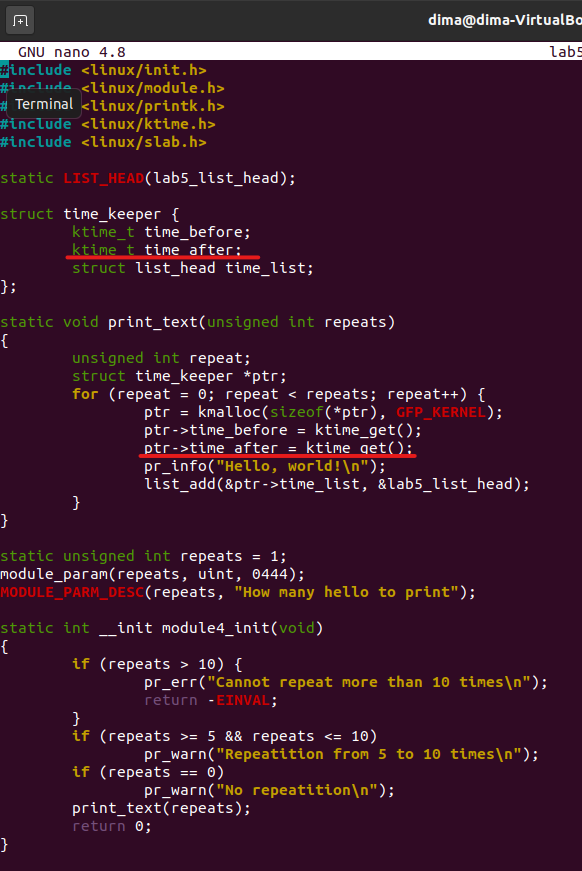 dima@dima-VirtualBo
GNU nano 4.8 lab5
#include <linux/init.h>
#include <linux/module.h>
Terminal
#include <linux/printk.h>
#include <linux/ktime.h>
#include <linux/slab.h>
static LIST_HEAD(lab5_list_head);
struct time_keeper {
ktime_t time_before;
ktime_t time_after;
struct list_head time_list;
};
static void print_text(unsigned int repeats)
{
unsigned int repeat;
struct time_keeper *ptr;
for (repeat = 0; repeat < repeats; repeat++) {
ptr = kmalloc(sizeof(*ptr), GFP_KERNEL);
ptr->time_before = ktime_get();
ptr->time_after = ktime_get();
pr_info("Hello, world!\n");
list_add(&ptr->time_list, &lab5_list_head);
}
}
static unsigned int repeats = 1;
module_param(repeats, uint, 0444);
MODULE_PARM_DESC(repeats, "How many hello to print");
static int __init module4_init(void)
{
if (repeats > 10) {
pr_err("Cannot repeat more than 10 times\n");
return -EINVAL;
}
if (repeats >= 5 && repeats <= 10)
pr_warn("Repeatition from 5 to 10 times\n");
if (repeats == 0)
pr_warn("No repeatition\n");
print_text(repeats);
return 0;
}